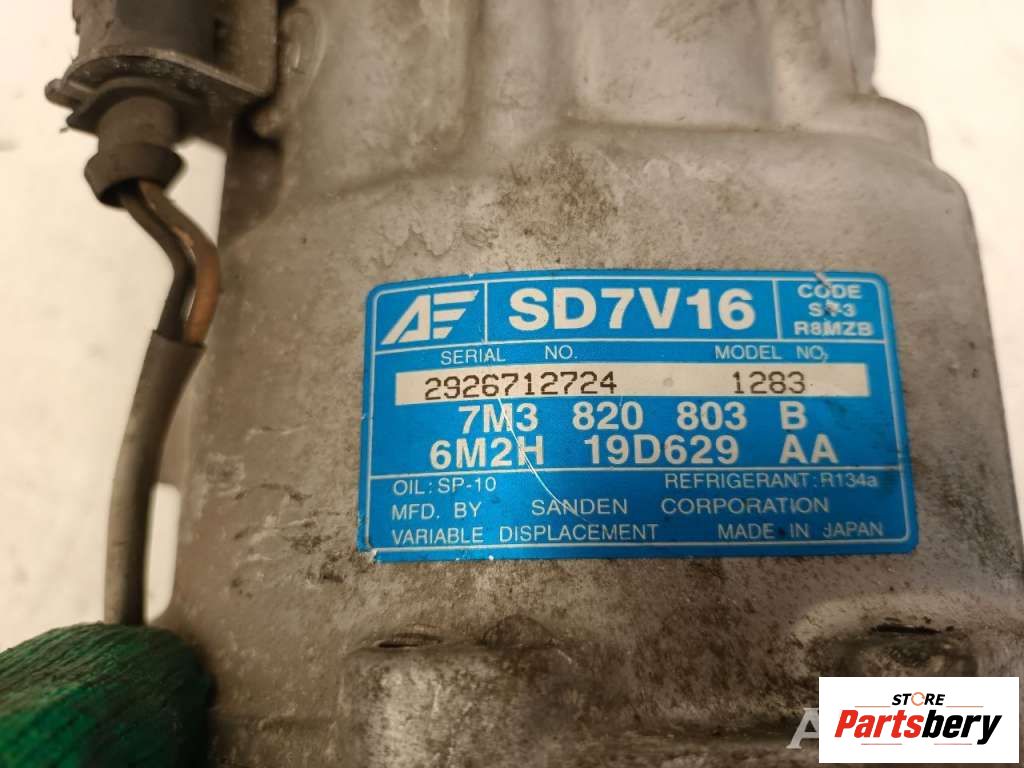 AE SD7V16 CODE
R8MZB
SERIAL NO. MODEL NO.
2926712724 1283
7M3 820 803 B
6M2H 19D629 AA
OIL: SP-10 REFRIGERANT: R134a
MFD. BY SANDEN CORPORATION
VARIABLE DISPLACEMENT MADE IN JAPAN
STORE
Partsbery